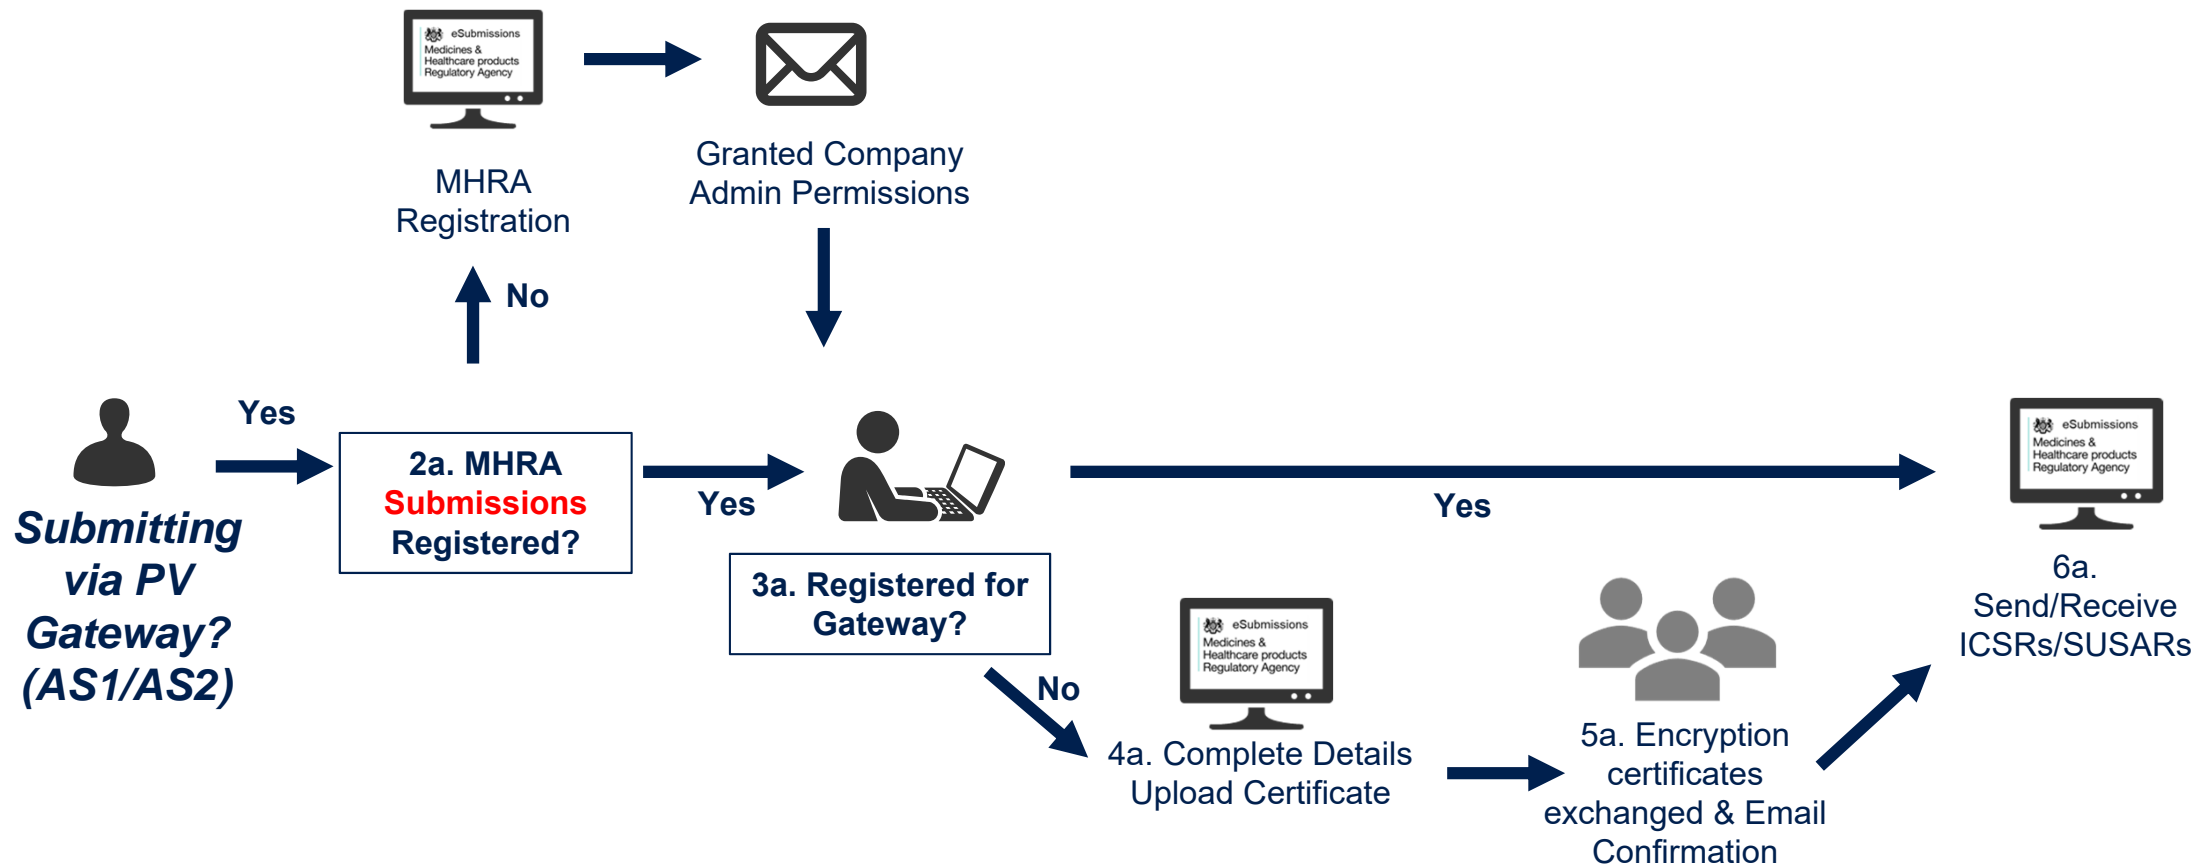 eSubmissions
Medicines &
Healthcare products
Regulatory Agency
MHRA
Registration
Granted Company
Admin Permissions
No
Submitting
via PV
Gateway?
(AS1/AS2)
Yes
2a. MHRA
Submissions
Registered?
Yes
3a. Registered for
Gateway?
Yes
No
eSubmissions
Medicines &
Healthcare products
Regulatory Agency
4a. Complete Details
Upload Certificate
5a. Encryption
certificates
exchanged & Email
Confirmation
eSubmissions
Medicines &
Healthcare products
Regulatory Agency
6a.
Send/Receive
ICSRs/SUSARs